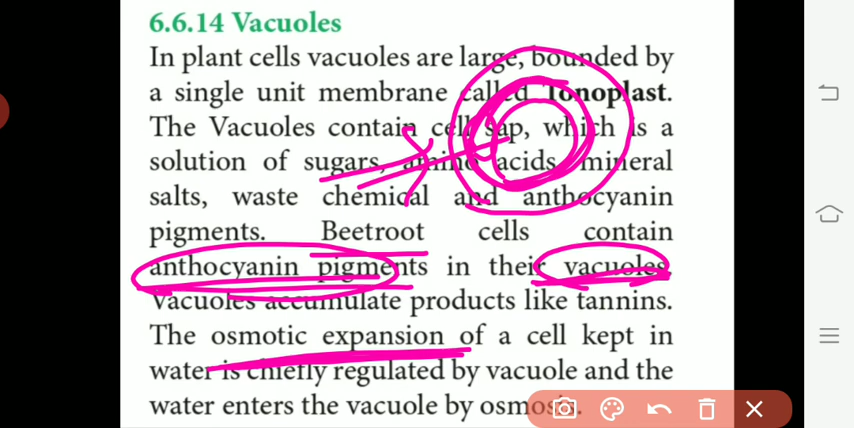 6.6.14 Vacuoles
In plant cells vacuoles are large, bounded by
a single unit membrane called Tonoplast.
The Vacuoles contain cell sap, which is a
solution of sugars, amino acids, mineral
salts, waste chemical and anthocyanin
pigments. Beetroot cells contain
anthocyanin pigments in their vacuoles.
Vacuoles accumulate products like tannins.
The osmotic expansion of a cell kept in
water is chiefly regulated by vacuole and the
water enters the vacuole by osmosis.